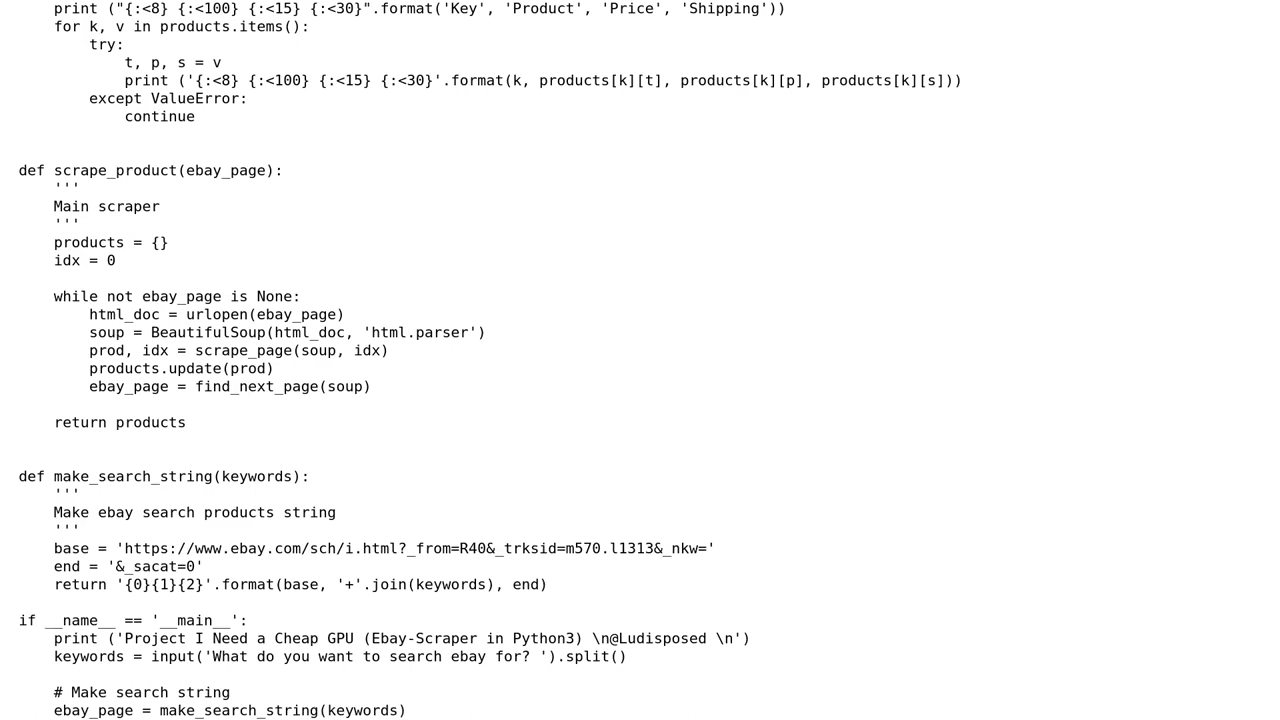 print ("{:<8} {:<100} {:<15} {:<30}".format('Key', 'Product', 'Price', 'Shipping'))
    for k, v in products.items():
        try:
            t, p, s = v
            print ('{:<8} {:<100} {:<15} {:<30}'.format(k, products[k][t], products[k][p], products[k][s]))
        except ValueError:
            continue

def scrape_product(ebay_page):
    '''
    Main scraper
    '''
    products = {}
    idx = 0

    while not ebay_page is None:
        html_doc = urlopen(ebay_page)
        soup = BeautifulSoup(html_doc, 'html.parser')
        prod, idx = scrape_page(soup, idx)
        products.update(prod)
        ebay_page = find_next_page(soup)

    return products

def make_search_string(keywords):
    '''
    Make ebay search products string
    '''
    base = 'https://www.ebay.com/sch/i.html?_from=R40&_trksid=m570.l1313&_nkw='
    end = '&_sacat=0'
    return '{0}{1}{2}'.format(base, '+'.join(keywords), end)

if __name__ == '__main__':
    print ('Project I Need a Cheap GPU (Ebay-Scraper in Python3) \n@Ludisposed \n')
    keywords = input('What do you want to search ebay for? ').split()

    # Make search string
    ebay_page = make_search_string(keywords)